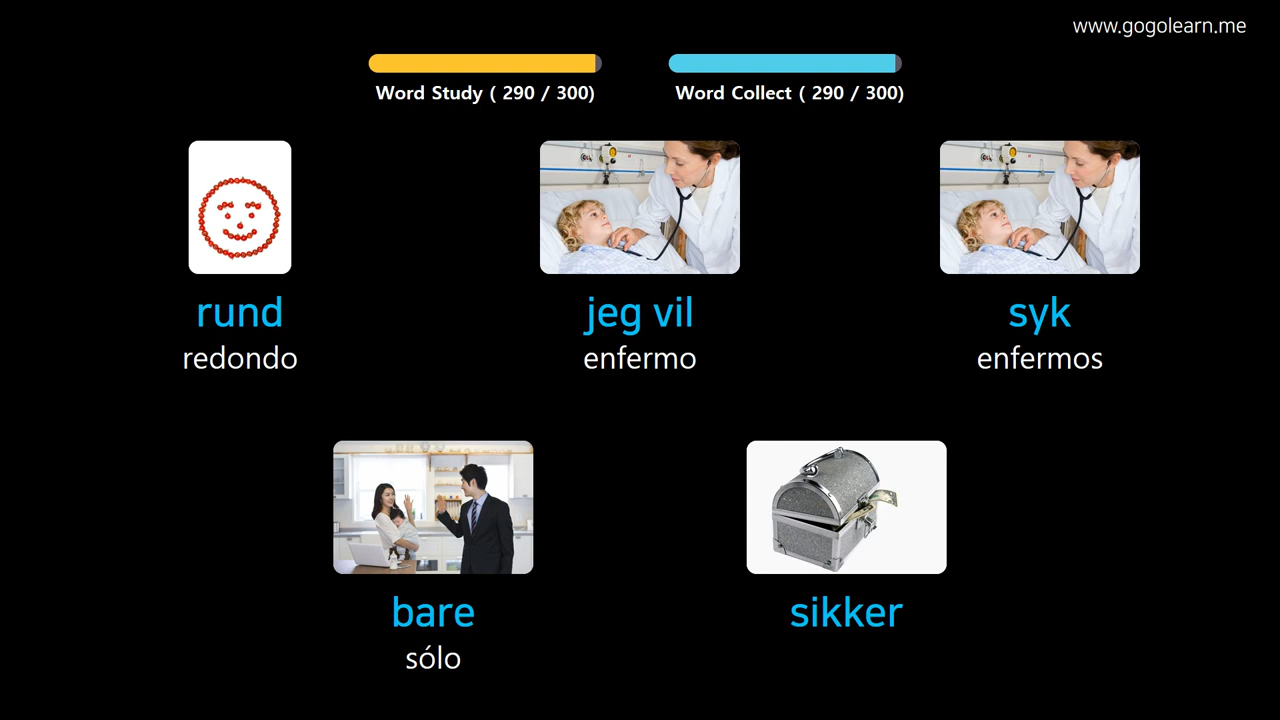 www.gogolearn.me
Word Study ( 290 / 300)
Word Collect ( 290 / 300)
rund
redondo
jeg vil
enfermo
syk
enfermos
bare
sólo
sikker